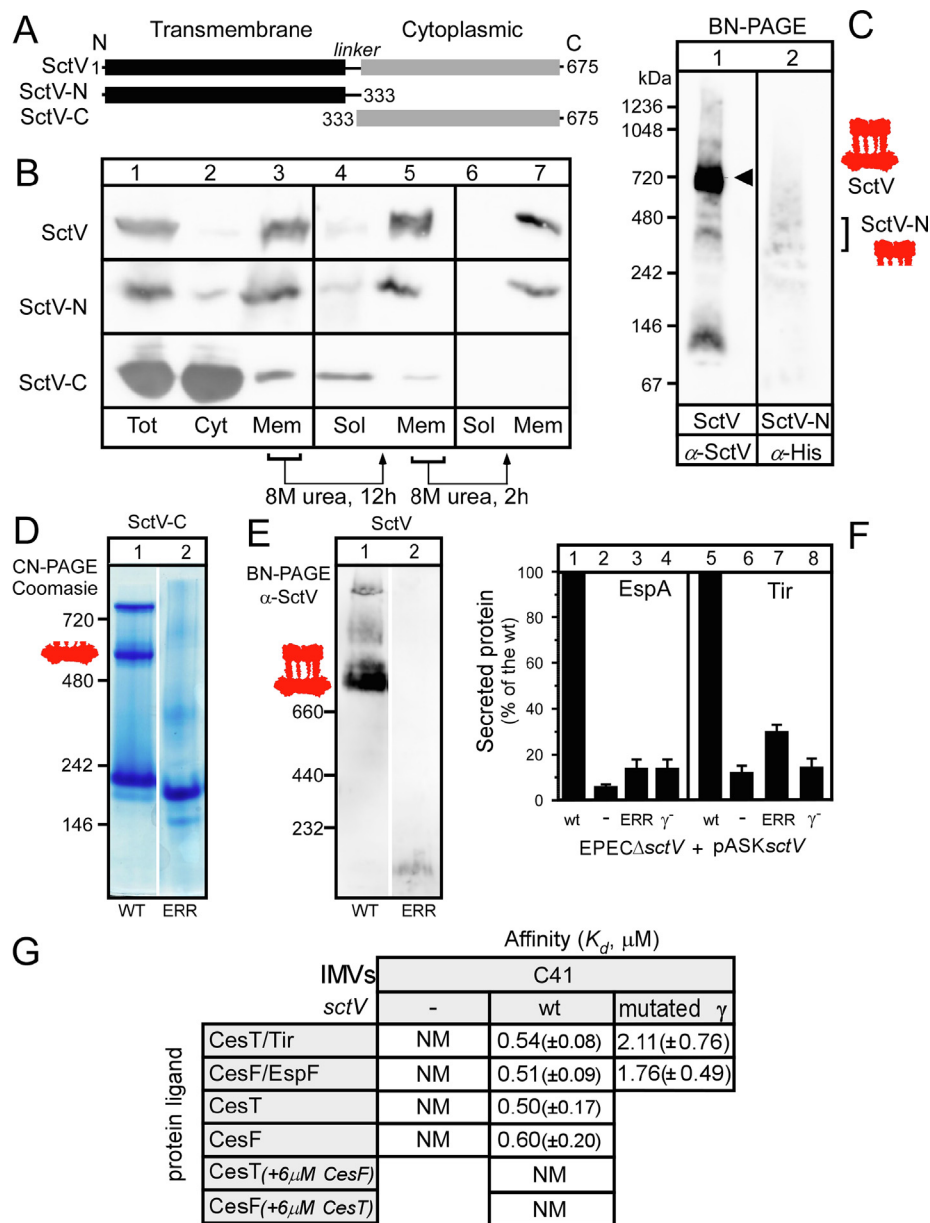 A
Transmembrane
Cytoplasmic
N
linker
C
SctV 1 675
SctV-N 333
SctV-C 333 675
B
1 2 3 4 5 6 7
SctV
SctV-N
SctV-C
Tot Cyt Mem Sol Mem Sol Mem
8M urea, 12h 8M urea, 2h
BN-PAGE
C
1 2
kDa
1236
1048
720
480
242
146
67
SctV
SctV-N
SctV SctV-N
α-SctV α-His
D
SctV-C
1 2
CN-PAGE
Coomasie
720
480
242
146
WT ERR
E
SctV
1 2
BN-PAGE
α-SctV
660
440
232
WT ERR
F
1 2 3 4 5 6 7 8
EspA Tir
Secreted protein
(% of the wt)
100
80
60
40
20
0
wt - ERR γ⁻ wt - ERR γ⁻
EPECΔsctV + pASKsctV
G
Affinity (Kd, µM)
IMVs C41
sctV - wt mutated γ
protein ligand
CesT/Tir NM 0.54(±0.08) 2.11(±0.76)
CesF/EspF NM 0.51(±0.09) 1.76(±0.49)
CesT NM 0.50(±0.17)
CesF NM 0.60(±0.20)
CesT(+6µM CesF) NM
CesF(+6µM CesT) NM